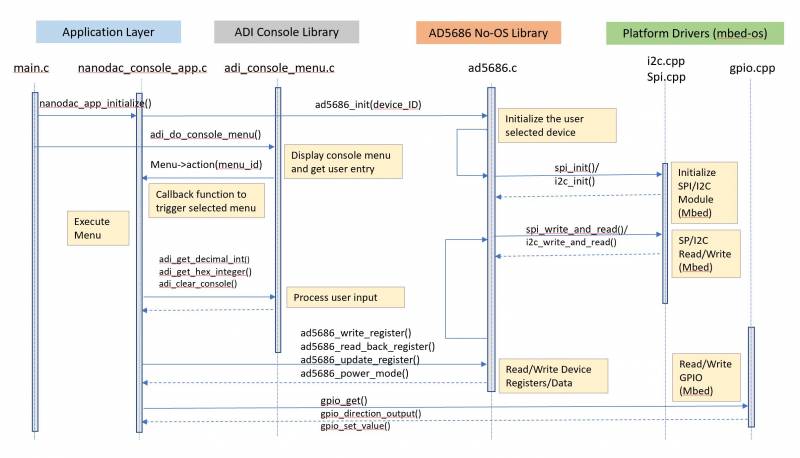 Application Layer
ADI Console Library
AD5686 No-OS Library
Platform Drivers (mbed-os)
main.c
nanodac_console_app.c
adi_console_menu.c
ad5686.c
i2c.cpp
Spi.cpp
gpio.cpp
nanodac_app_initialize()
ad5686_init(device_ID)
Initialize the user
selected device
adi_do_console_menu()
Display console menu
and get user entry
Menu->action(menu_id)
spi_init()/
i2c_init()
Initialize
SPI/I2C
Module
(Mbed)
Callback function to
trigger selected menu
Execute
Menu
spi_write_and_read()/
i2c_write_and_read()
SP/I2C
Read/Write
(Mbed)
adi_get_decimal_int()
adi_get_hex_integer()
adi_clear_console()
Process user input
ad5686_write_register()
ad5686_read_back_register()
ad5686_update_register()
ad5686_power_mode()
Read/Write Device
Registers/Data
Read/Write
GPIO
(Mbed)
gpio_get()
gpio_direction_output()
gpio_set_value()